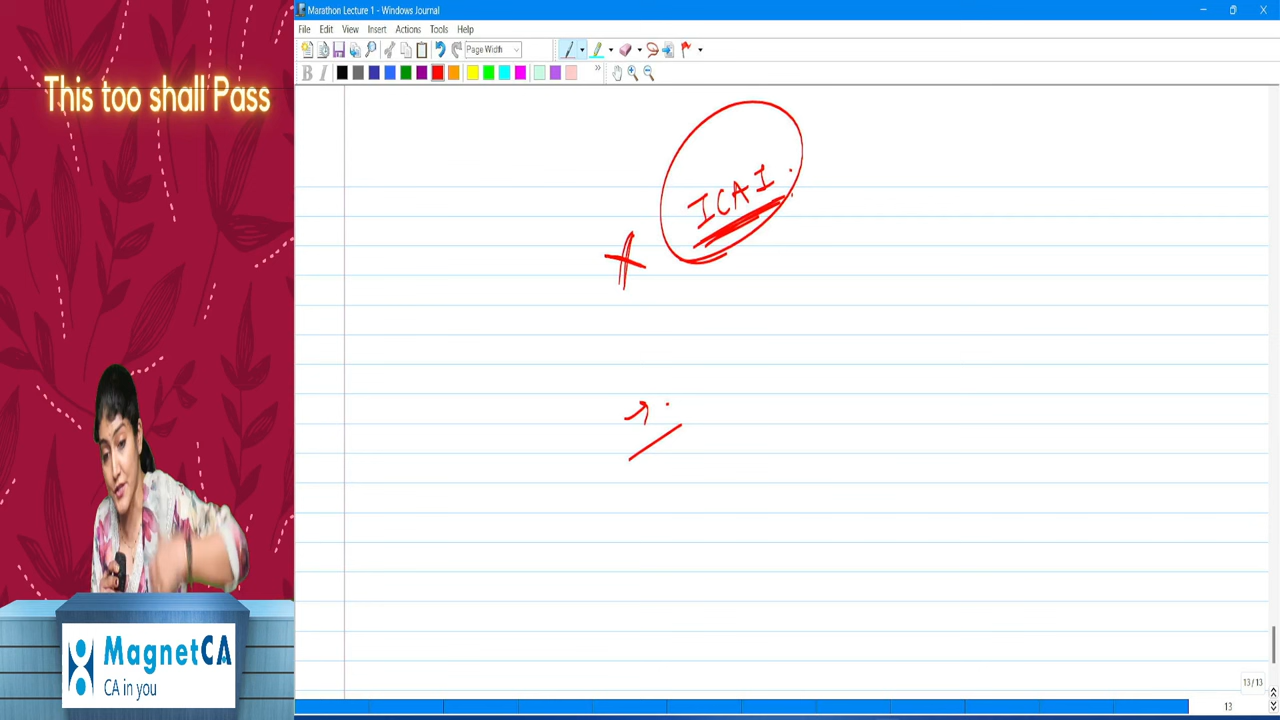 Marathon Lecture 1 - Windows Journal
File Edit View Insert Actions Tools Help
Page Width
B I
This too shall Pass
ICAI
MagnetCA
CA in you
13/13
13